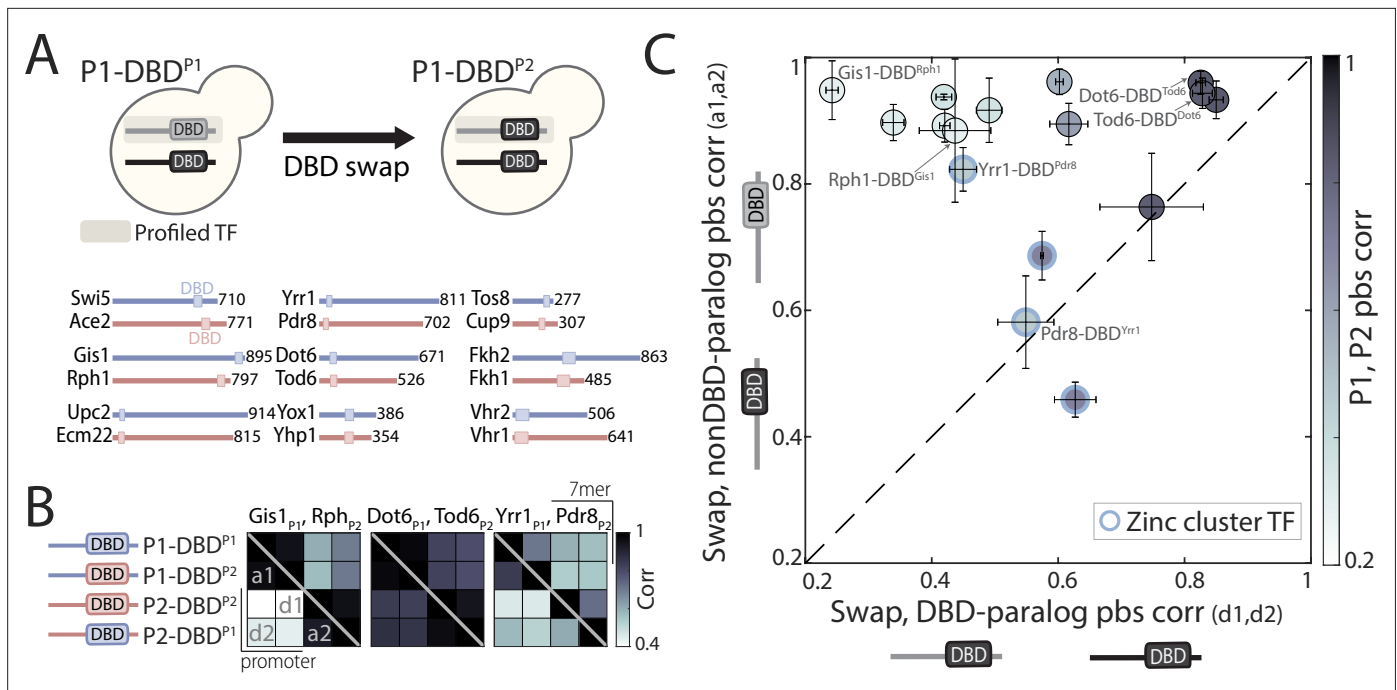 A
P1-DBD^P1
P1-DBD^P2
DBD
DBD
DBD
DBD
DBD swap
Profiled TF
DBD
Swi5 710
Ace2 771
DBD
Yrr1 811
Pdr8 702
Tos8 277
Cup9 307
Gis1 895
Rph1 797
Dot6 671
Tod6 526
Fkh2 863
Fkh1 485
Upc2 914
Ecm22 815
Yox1 386
Yhp1 354
Vhr2 506
Vhr1 641
B
7mer
Gis1_P1, Rph_P2 Dot6_P1, Tod6_P2 Yrr1_P1, Pdr8_P2
DBD P1-DBD^P1
DBD P1-DBD^P2
DBD P2-DBD^P2
DBD P2-DBD^P1
a1
d1
d2 a2
promoter
1
Corr
0.4
C
Swap, nonDBD-paralog pbs corr (a1,a2)
DBD
DBD
1
0.8
0.6
0.4
0.2
Gis1-DBD^Rph1
Dot6-DBD^Tod6
Tod6-DBD^Dot6
Rph1-DBD^Gis1
Yrr1-DBD^Pdr8
Pdr8-DBD^Yrr1
Zinc cluster TF
0.2 0.4 0.6 0.8 1
Swap, DBD-paralog pbs corr (d1,d2)
DBD
DBD
1
P1, P2 pbs corr
0.2